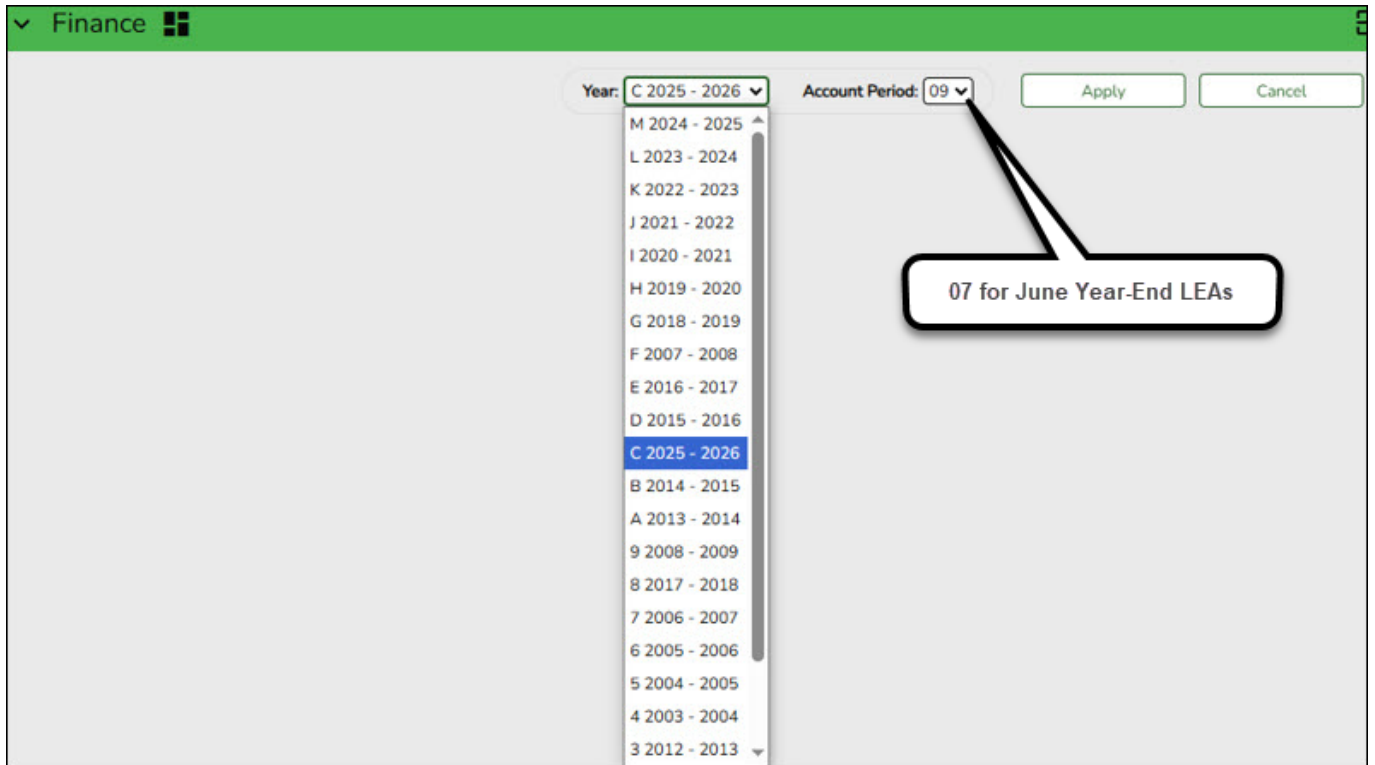 Finance
Year: C 2025 - 2026 Account Period: 09 Apply Cancel
M 2024 - 2025
L 2023 - 2024
K 2022 - 2023
J 2021 - 2022
I 2020 - 2021
H 2019 - 2020
G 2018 - 2019
F 2007 - 2008
E 2016 - 2017
D 2015 - 2016
C 2025 - 2026
B 2014 - 2015
A 2013 - 2014
9 2008 - 2009
8 2017 - 2018
7 2006 - 2007
6 2005 - 2006
5 2004 - 2005
4 2003 - 2004
3 2012 - 2013
07 for June Year-End LEAs